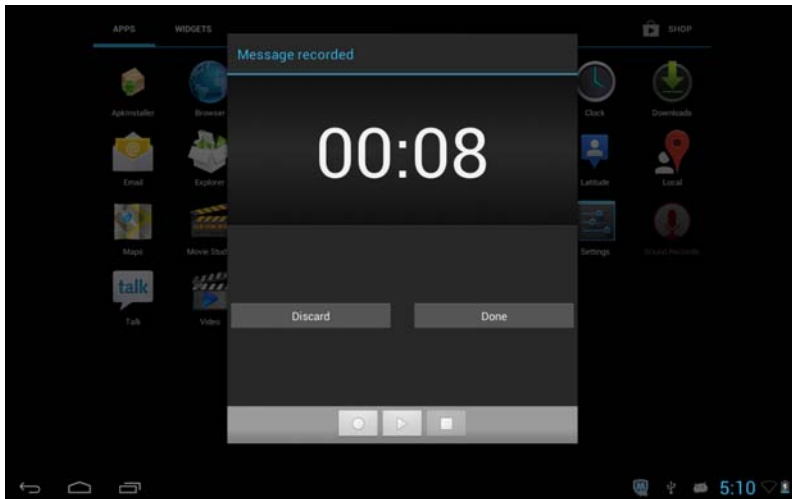 APPS WIDGETS SHOP
Message recorded
ApkInstaller Browser Clock Downloads
00:08
Email Explorer Latitude Local
Maps Movie Stud Settings Sound Recorder
talk
Discard Done
Talk Video
5:10